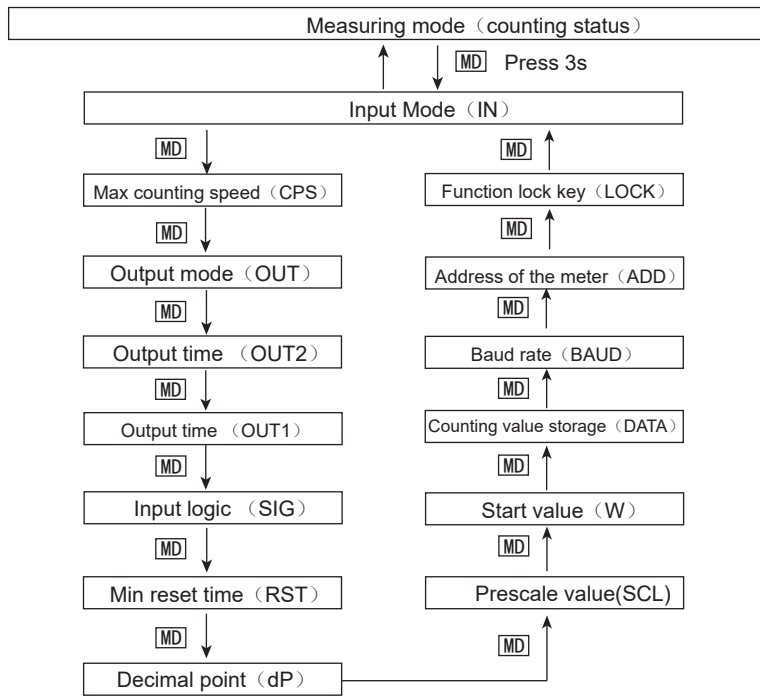 Measuring mode（counting status）
MD Press 3s
Input Mode（IN）
MD
Max counting speed（CPS）
MD
Output mode（OUT）
MD
Output time （OUT2）
MD
Output time （OUT1）
MD
Input logic（SIG）
MD
Min reset time（RST）
MD
Decimal point（dP）
MD
Prescale value(SCL)
MD
Start value（W）
MD
Counting value storage（DATA）
MD
Baud rate（BAUD）
MD
Address of the meter（ADD）
MD
Function lock key（LOCK）
MD